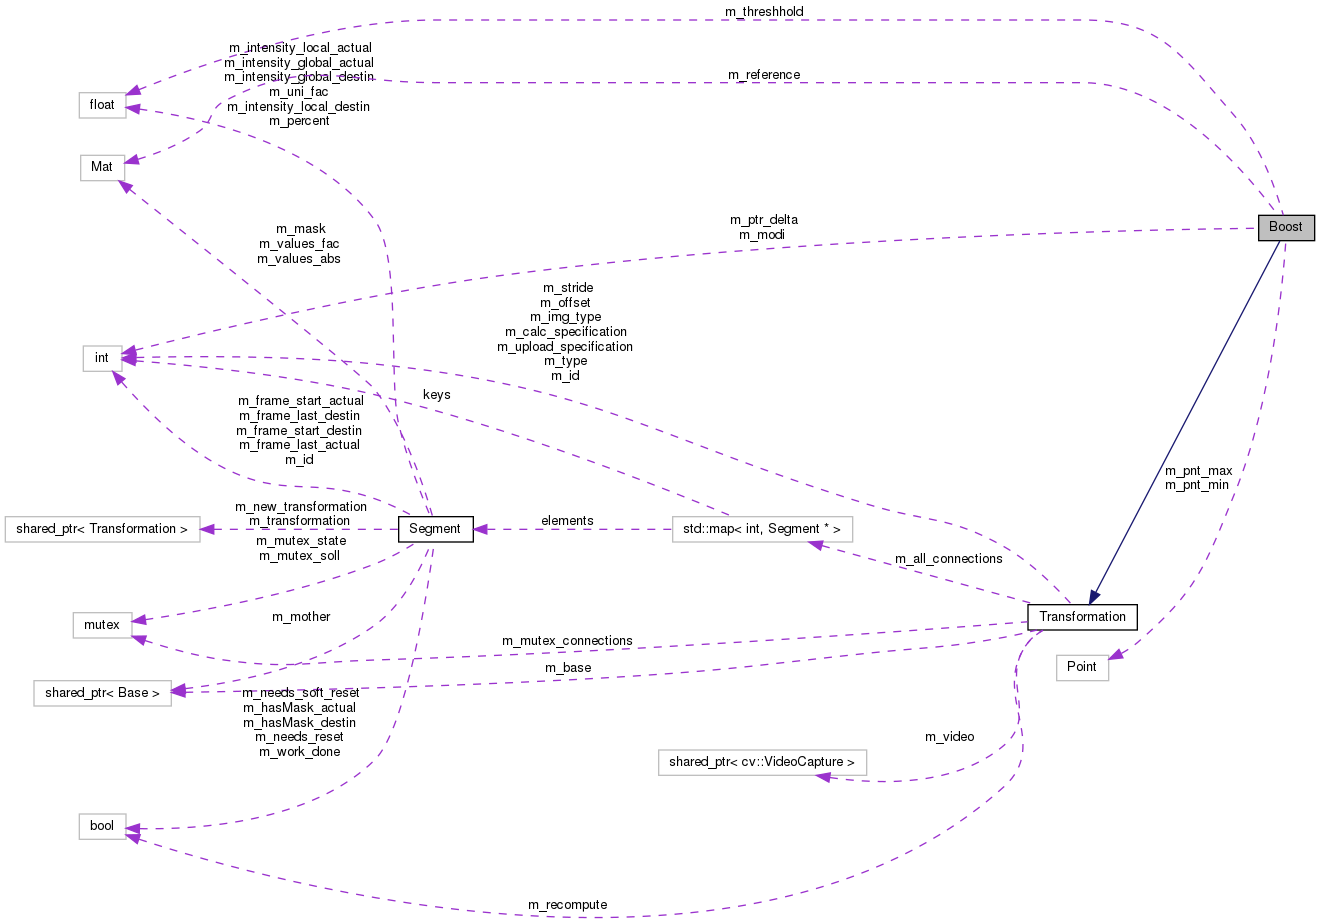 m_threshhold
m_intensity_local_actual
m_intensity_global_actual
m_intensity_global_destin
m_uni_fac
m_intensity_local_destin
m_percent
m_reference
float
Mat
Boost
m_ptr_delta
m_modi
m_mask
m_values_fac
m_values_abs
m_stride
m_offset
m_img_type
m_calc_specification
m_upload_specification
m_type
m_id
int
keys
m_frame_start_actual
m_frame_last_destin
m_frame_start_destin
m_frame_last_actual
m_id
m_pnt_max
m_pnt_min
m_new_transformation
m_transformation
shared_ptr< Transformation >
Segment
elements
std::map< int, Segment * >
m_mutex_state
m_mutex_soll
m_all_connections
mutex
m_mother
Transformation
m_mutex_connections
m_base
Point
shared_ptr< Base >
m_needs_soft_reset
m_hasMask_actual
m_hasMask_destin
m_needs_reset
m_work_done
m_video
shared_ptr< cv::VideoCapture >
bool
m_recompute